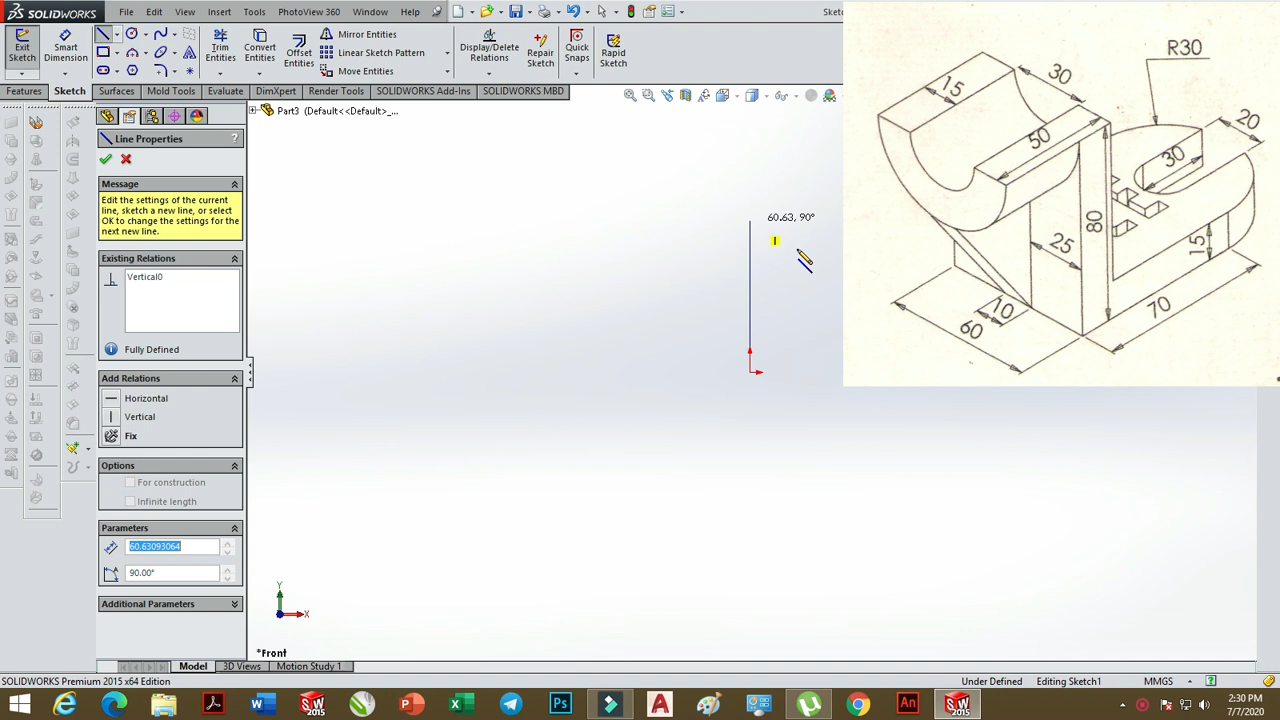 SOLIDWORKS
File Edit View Insert Tools PhotoView 360 Window Help
Exit Sketch
Smart Dimension
Trim Entities
Convert Entities
Offset Entities
Mirror Entities
Linear Sketch Pattern
Move Entities
Display/Delete Relations
Repair Sketch
Quick Snaps
Rapid Sketch
Features Sketch Surfaces Mold Tools Evaluate DimXpert Render Tools SOLIDWORKS Add-Ins SOLIDWORKS MBD
Part3 (Default<<Default>_...
Line Properties ?
Message
Edit the settings of the current
line, sketch a new line, or select
OK to change the settings for the
next new line.
Existing Relations
Vertical0
Fully Defined
Add Relations
Horizontal
Vertical
Fix
Options
For construction
Infinite length
Parameters
60.63093064
90.00°
Additional Parameters
60.63, 90°
R30
15
30
50
20
30
80
25
15
10
60
70
Y
X
*Front
Model 3D Views Motion Study 1
SOLIDWORKS Premium 2015 x64 Edition Under Defined Editing Sketch1 MMGS
2:30 PM
7/7/2020